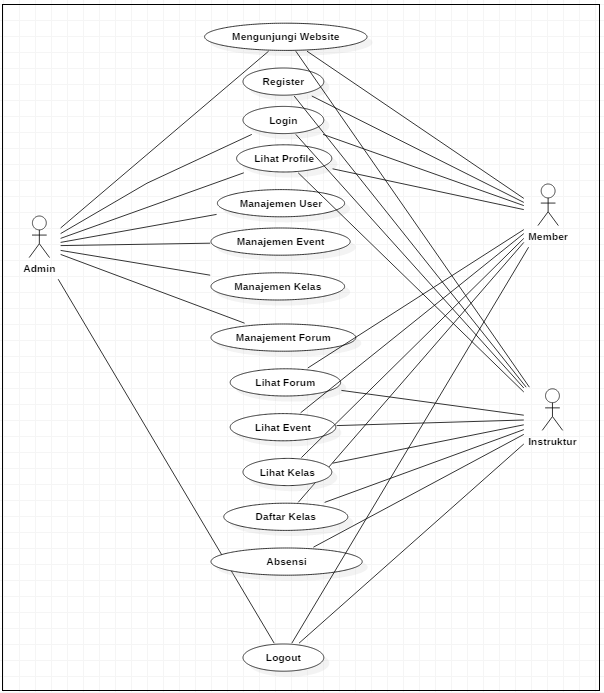 Mengunjungi Website
Register
Login
Lihat Profile
Manajemen User
Member
Manajemen Event
Admin
Manajemen Kelas
Manajement Forum
Lihat Forum
Lihat Event
Instruktur
Lihat Kelas
Daftar Kelas
Absensi
Logout